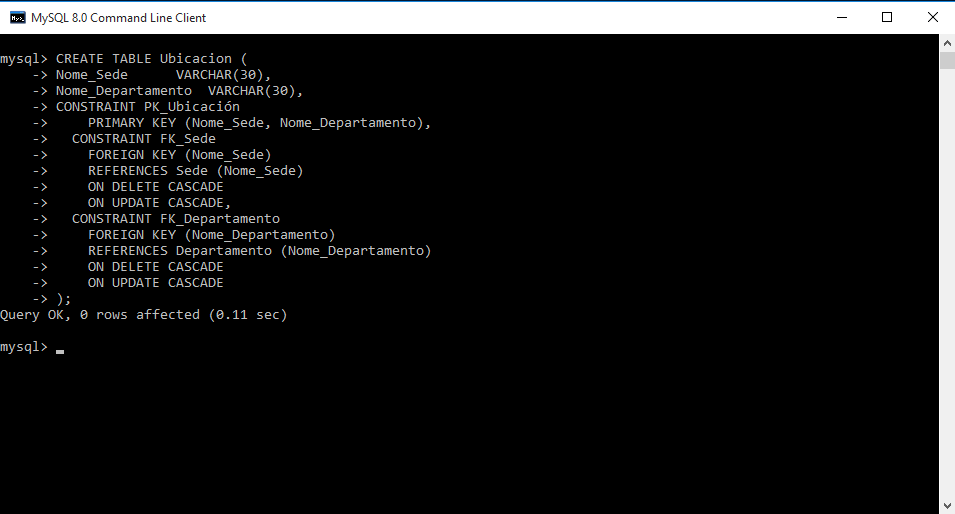 MySQL 8.0 Command Line Client
mysql> CREATE TABLE Ubicacion (
    -> Nome_Sede      VARCHAR(30),
    -> Nome_Departamento  VARCHAR(30),
    -> CONSTRAINT PK_Ubicación
    ->     PRIMARY KEY (Nome_Sede, Nome_Departamento),
    ->   CONSTRAINT FK_Sede
    ->     FOREIGN KEY (Nome_Sede)
    ->     REFERENCES Sede (Nome_Sede)
    ->     ON DELETE CASCADE
    ->     ON UPDATE CASCADE,
    ->   CONSTRAINT FK_Departamento
    ->     FOREIGN KEY (Nome_Departamento)
    ->     REFERENCES Departamento (Nome_Departamento)
    ->     ON DELETE CASCADE
    ->     ON UPDATE CASCADE
    -> );
Query OK, 0 rows affected (0.11 sec)
mysql>